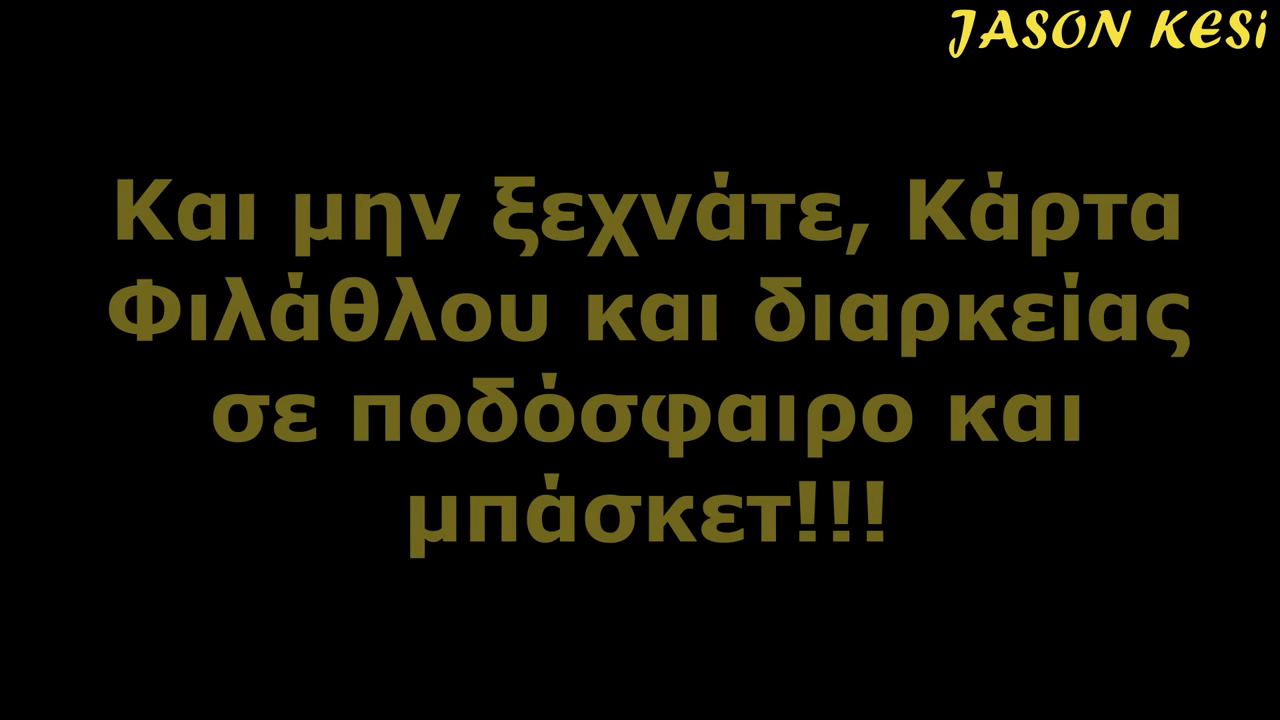 JASON KESi
Και μην ξεχνάτε, Κάρτα
Φιλάθλου και διαρκείας
σε ποδόσφαιρο και
μπάσκετ!!!